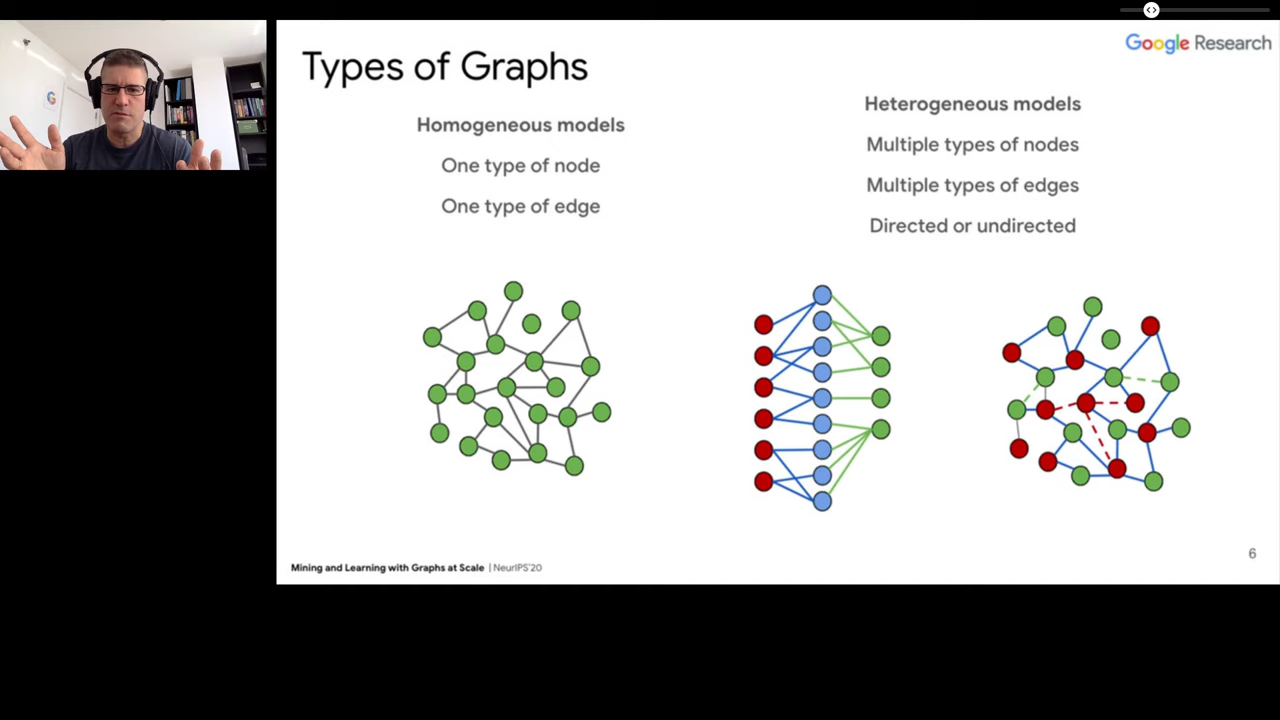 Google Research
Types of Graphs
Homogeneous models
One type of node
One type of edge
Heterogeneous models
Multiple types of nodes
Multiple types of edges
Directed or undirected
6
Mining and Learning with Graphs at Scale | NeurIPS'20